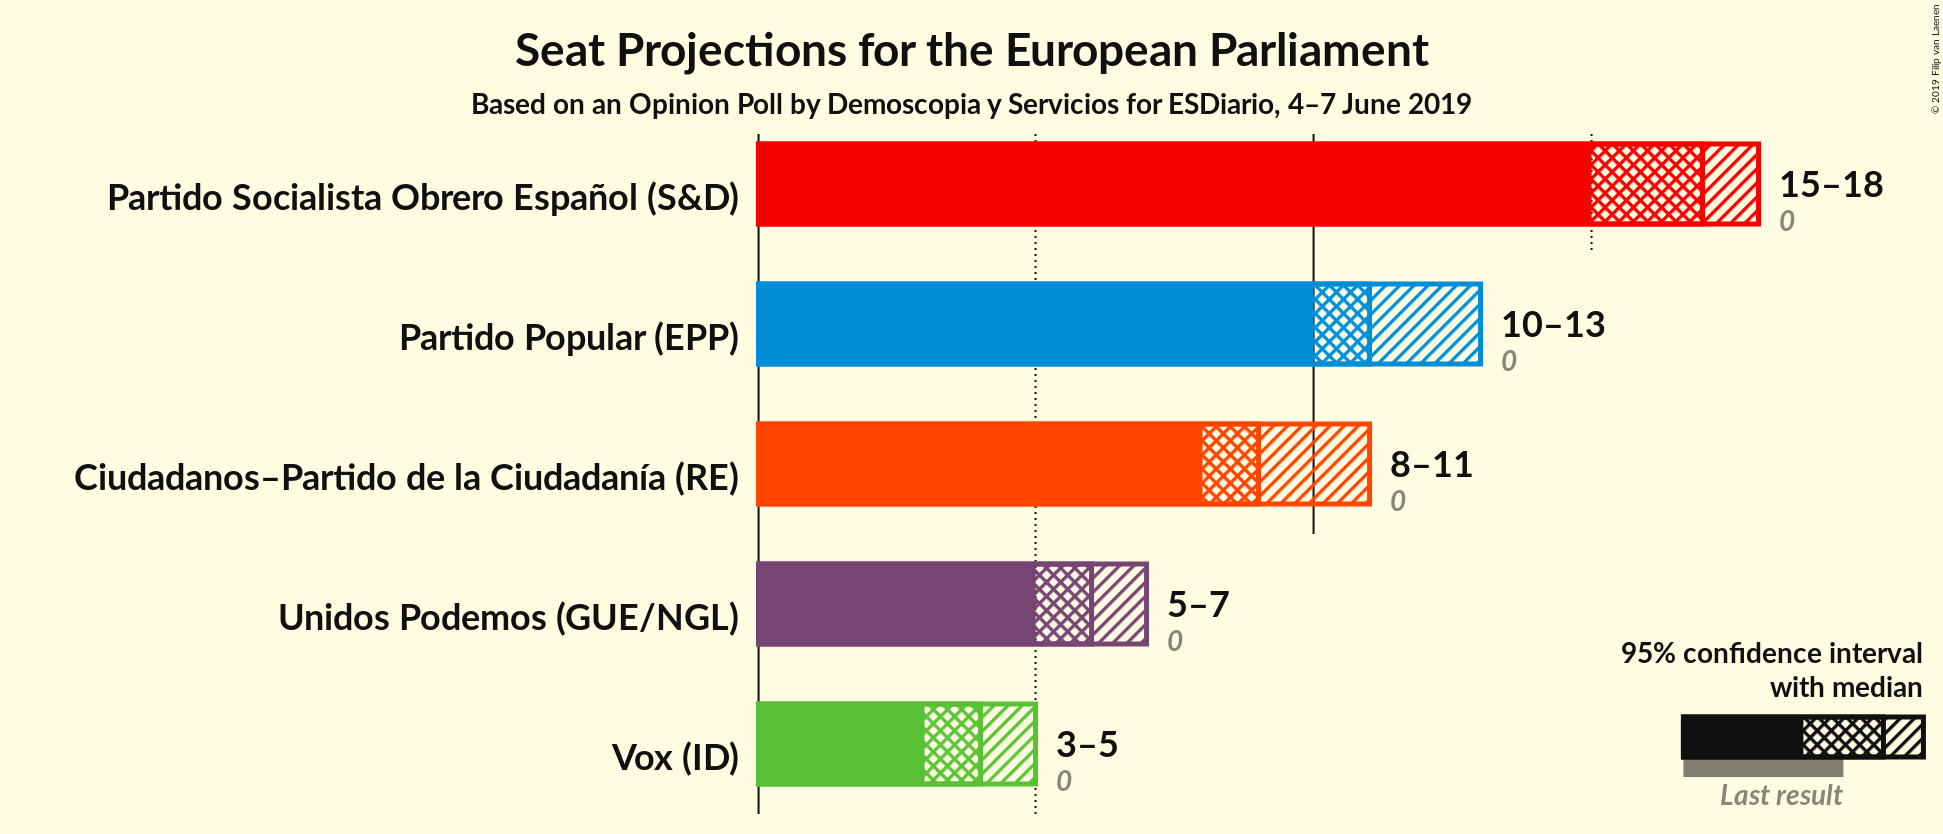 Seat Projections for the European Parliament
Based on an Opinion Poll by Demoscopia y Servicios for ESDiario, 4–7 June 2019
© 2019 Filip van Laenen
Partido Socialista Obrero Español (S&D)
15–18
0
Partido Popular (EPP)
10–13
0
Ciudadanos–Partido de la Ciudadanía (RE)
8–11
0
Unidos Podemos (GUE/NGL)
5–7
0
Vox (ID)
3–5
0
95% confidence interval
with median
Last result